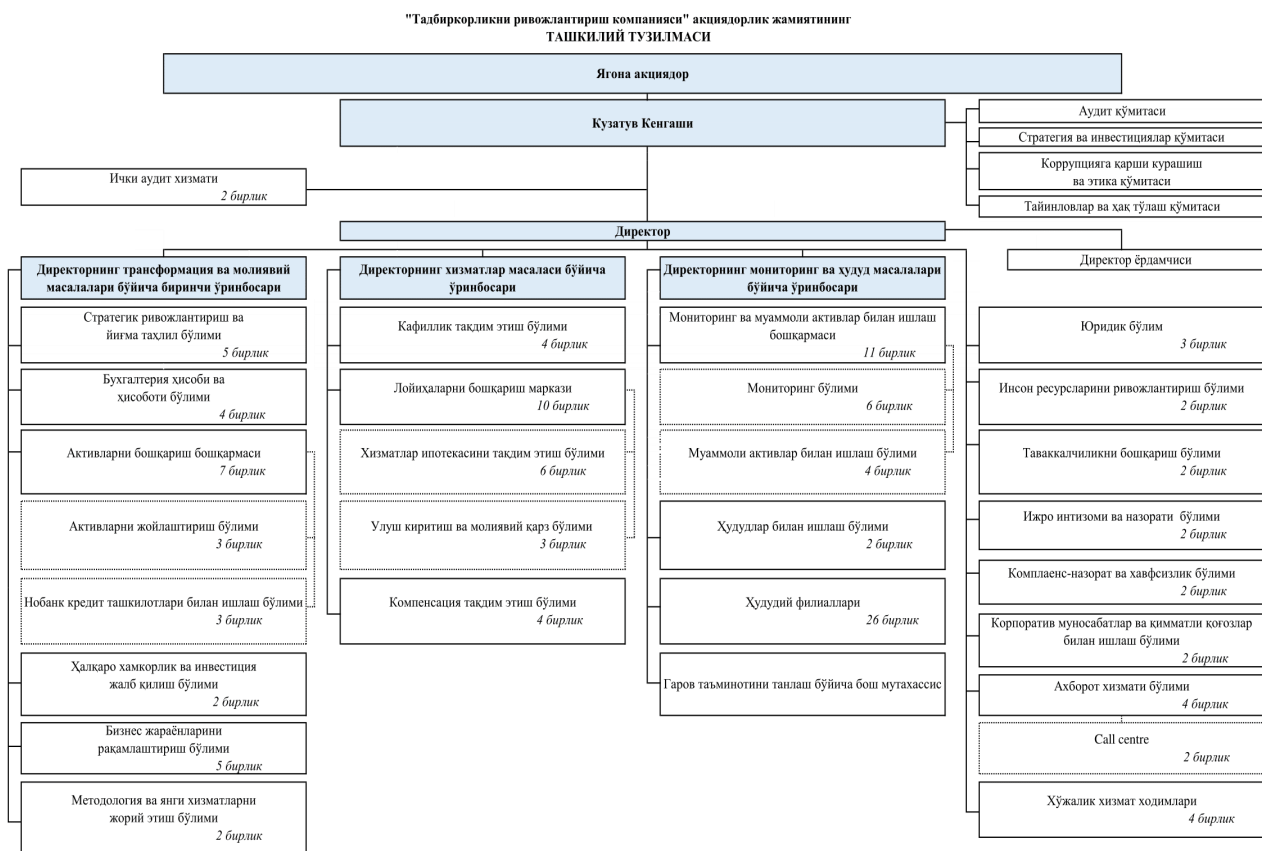 "Тадбиркорликни ривожлантириш компанияси" акциядорлик жамиятининг
ТАШКИЛИЙ ТУЗИЛМАСИ
Ягона акциядор
Кузатув Кенгаши
Аудит қўмитаси
Стратегия ва инвестициялар қўмитаси
Коррупцияга қарши курашиш
ва этика қўмитаси
Тайинловлар ва ҳақ тўлаш қўмитаси
Ички аудит хизмати
2 бирлик
Директор
Директор ёрдамчиси
Директорнинг трансформация ва молиявий
масалалари бўйича биринчи ўринбосари
Стратегик ривожлантириш ва
йиғма таҳлил бўлими
5 бирлик
Бухгалтерия ҳисоби ва
ҳисоботи бўлими
4 бирлик
Активларни бошқариш бошқармаси
7 бирлик
Активларни жойлаштириш бўлими
3 бирлик
Нобанк кредит ташкилотлари билан ишлаш бўлими
3 бирлик
Ҳалқаро хамкорлик ва инвестиция
жалб қилиш бўлими
2 бирлик
Бизнес жараёнларини
рақамлаштириш бўлими
5 бирлик
Методология ва янги хизматларни
жорий этиш бўлими
2 бирлик
Директорнинг хизматлар масаласи бўйича
ўринбосари
Кафиллик тақдим этиш бўлими
4 бирлик
Лойиҳаларни бошқариш маркази
10 бирлик
Хизматлар ипотекасини тақдим этиш бўлими
6 бирлик
Улуш киритиш ва молиявий қарз бўлими
3 бирлик
Компенсация тақдим этиш бўлими
4 бирлик
Директорнинг мониторинг ва ҳудуд масалалари
бўйича ўринбосари
Мониторинг ва муаммоли активлар билан ишлаш
бошқармаси
11 бирлик
Мониторинг бўлими
6 бирлик
Муаммоли активлар билан ишлаш бўлими
4 бирлик
Ҳудудлар билан ишлаш бўлими
2 бирлик
Ҳудудий филиаллари
26 бирлик
Гаров таъминотини танлаш бўйича бош мутахассис
Юридик бўлим
3 бирлик
Инсон ресурсларини ривожлантириш бўлими
2 бирлик
Таваккалчиликни бошқариш бўлими
2 бирлик
Ижро интизоми ва назорати бўлими
2 бирлик
Комплаенс-назорат ва хавфсизлик бўлими
2 бирлик
Корпоратив муносабатлар ва қимматли қоғозлар
билан ишлаш бўлими
2 бирлик
Ахборот хизмати бўлими
4 бирлик
Call centre
2 бирлик
Хўжалик хизмат ходимлари
4 бирлик